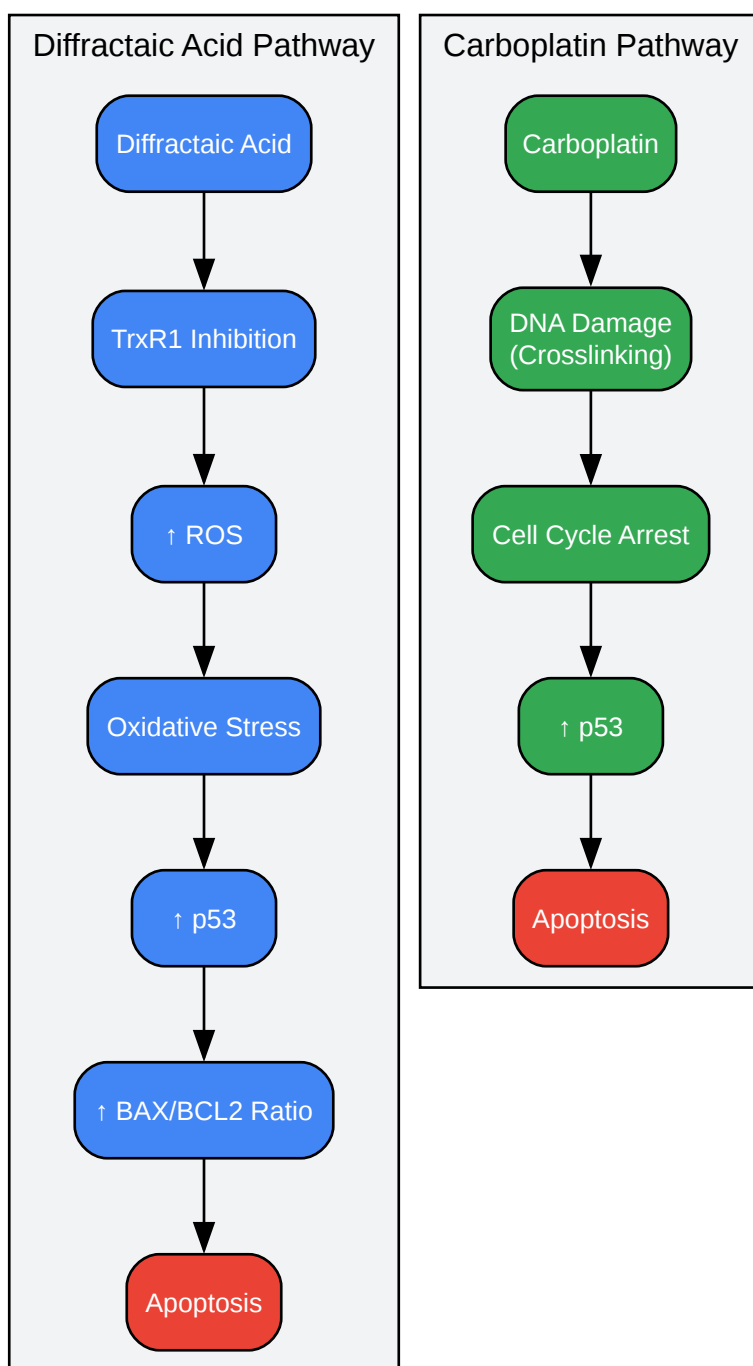 Diffractaic Acid Pathway
Diffractaic Acid
TrxR1 Inhibition
↑ ROS
Oxidative Stress
↑ p53
↑ BAX/BCL2 Ratio
Apoptosis
Carboplatin Pathway
Carboplatin
DNA Damage
(Crosslinking)
Cell Cycle Arrest
↑ p53
Apoptosis